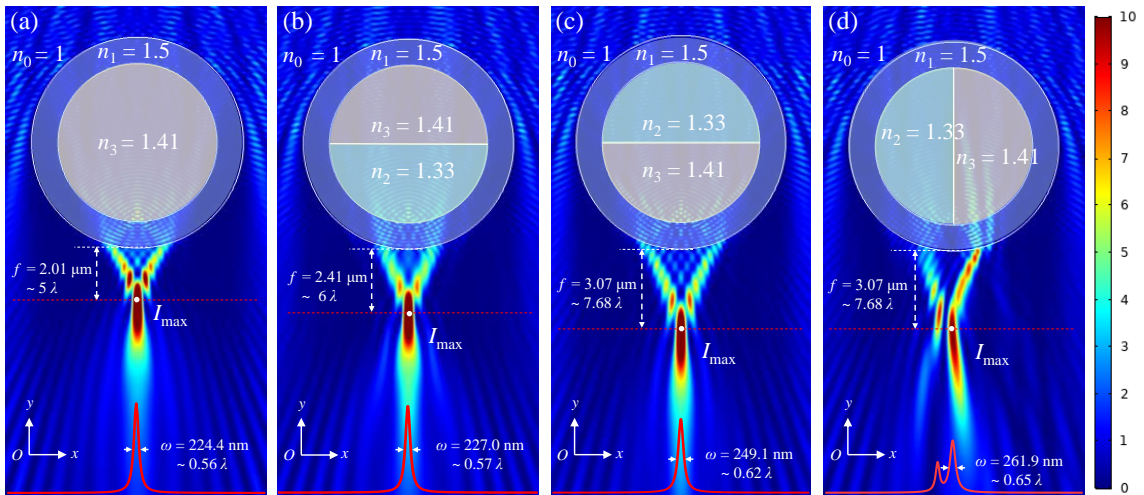 (a)
n₀ = 1
n₁ = 1.5
n₃ = 1.41
f = 2.01 μm
~ 5 λ
Imax
y
O
x
ω = 224.4 nm
~ 0.56 λ
(b)
n₀ = 1
n₁ = 1.5
n₃ = 1.41
n₂ = 1.33
f = 2.41 μm
~ 6 λ
Imax
y
O
x
ω = 227.0 nm
~ 0.57 λ
(c)
n₀ = 1
n₁ = 1.5
n₂ = 1.33
n₃ = 1.41
f = 3.07 μm
~ 7.68 λ
Imax
y
O
x
ω = 249.1 nm
~ 0.62 λ
(d)
n₀ = 1
n₁ = 1.5
n₂ = 1.33
n₃ = 1.41
f = 3.07 μm
~ 7.68 λ
Imax
y
O
x
ω = 261.9 nm
~ 0.65 λ
10
9
8
7
6
5
4
3
2
1
0